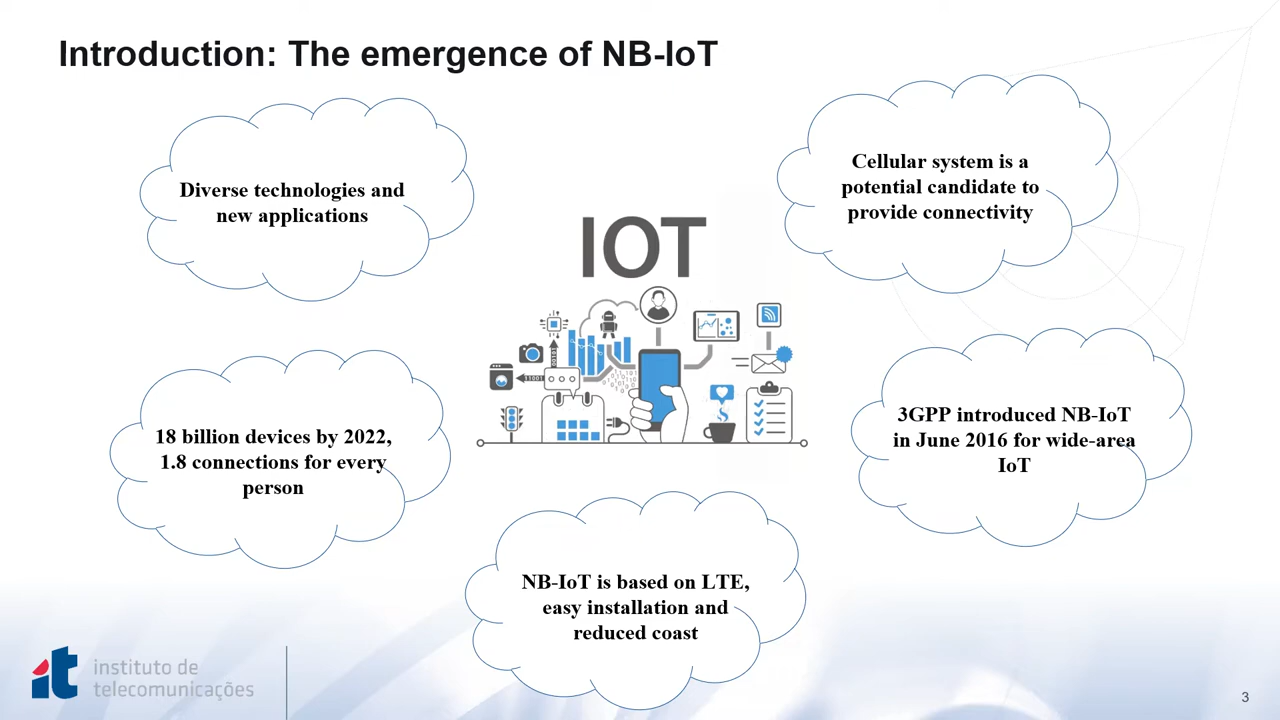 Introduction: The emergence of NB-IoT
Diverse technologies and
new applications
Cellular system is a
potential candidate to
provide connectivity
IOT
18 billion devices by 2022,
1.8 connections for every
person
3GPP introduced NB-IoT
in June 2016 for wide-area
IoT
NB-IoT is based on LTE,
easy installation and
reduced coast
it
instituto de
telecomunicações
3